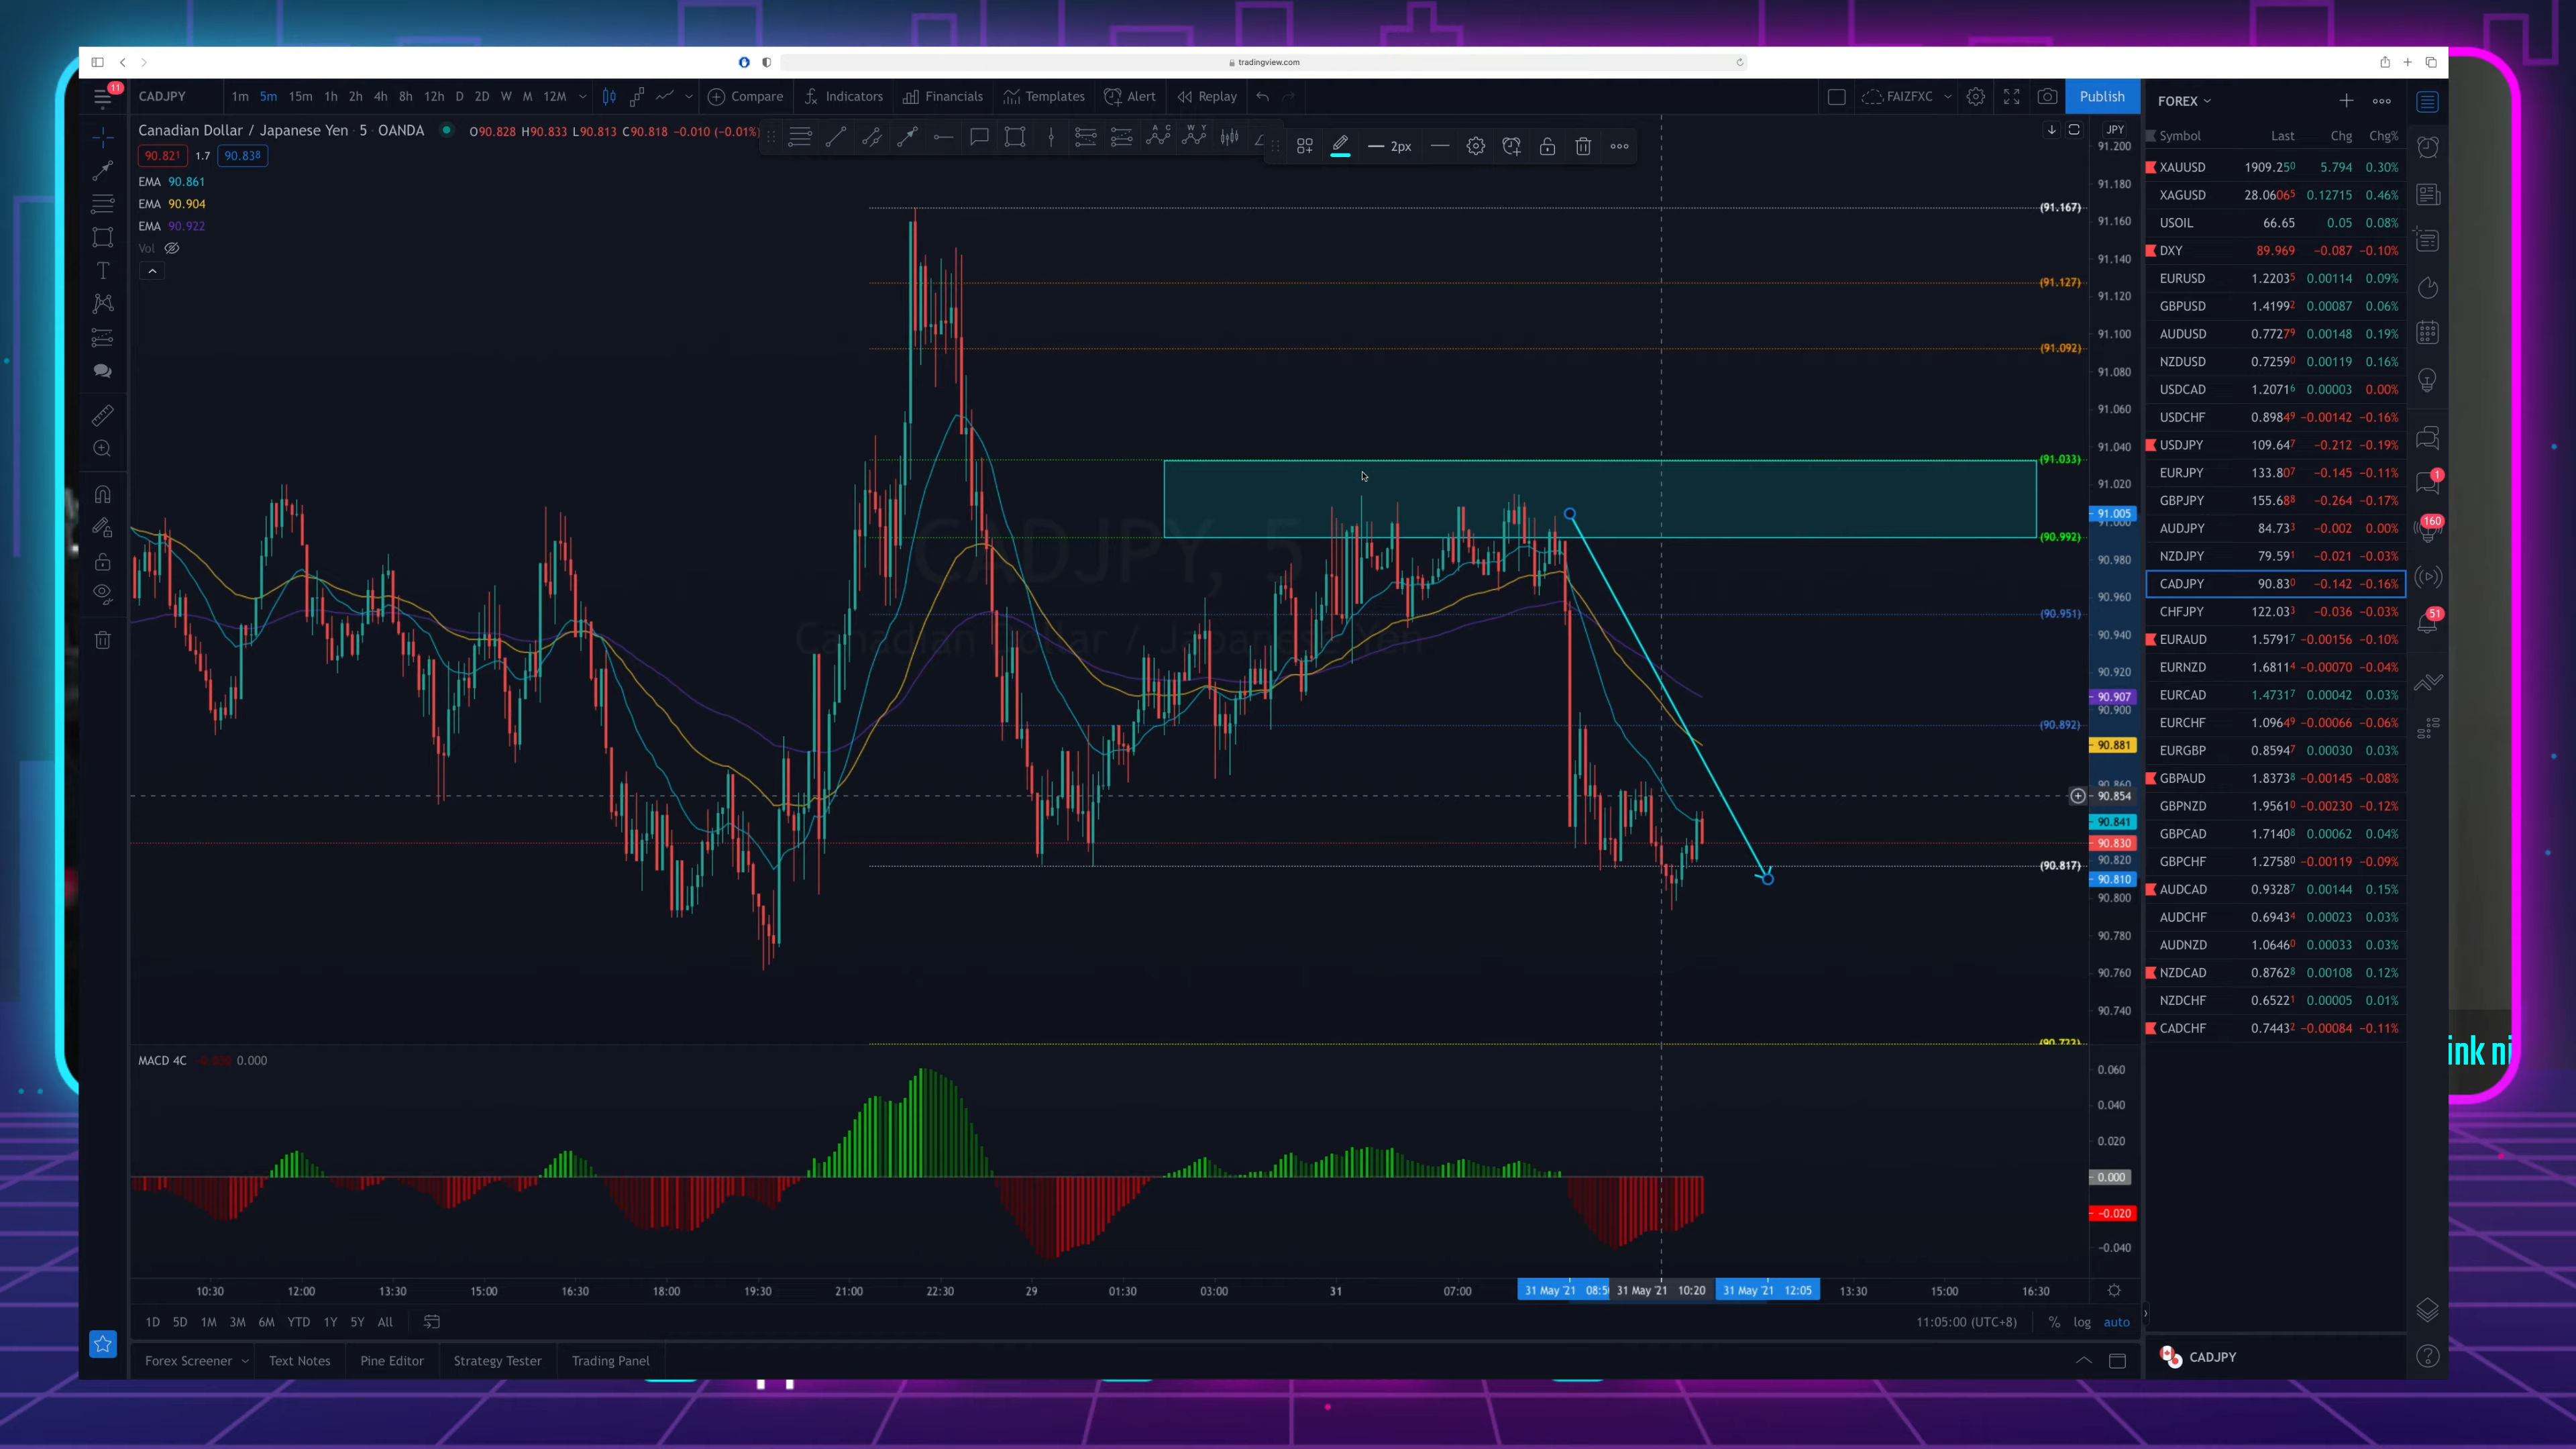 tradingview.com
11
CADJPY 1m 5m 15m 1h 2h 4h 8h 12h D 2D W M 12M Compare Indicators Financials Templates Alert Replay FAIZFXC Publish
Canadian Dollar / Japanese Yen · 5 · OANDA O90.828 H90.833 L90.813 C90.818 -0.010 (-0.01%)
90.821 1.7 90.838
EMA 90.861
EMA 90.904
EMA 90.922
Vol
2px
CADJPY, 5
Canadian Dollar / Japanese Yen
(91.167)
(91.127)
(91.092)
(91.033)
(90.992)
(90.951)
(90.892)
(90.817)
(90.722)
JPY
91.200
91.180
91.160
91.140
91.120
91.100
91.080
91.060
91.040
91.020
91.005
91.000
90.980
90.960
90.940
90.920
90.907
90.900
90.881
90.860
90.854
90.841
90.830
90.820
90.810
90.800
90.780
90.760
90.740
MACD 4C -0.020 0.000
0.060
0.040
0.020
0.000
-0.020
-0.040
10:30 12:00 13:30 15:00 16:30 18:00 19:30 21:00 22:30 29 01:30 03:00 31 07:00 31 May '21 08:5 31 May '21 10:20 31 May '21 12:05 13:30 15:00 16:30
1D 5D 1M 3M 6M YTD 1Y 5Y All 11:05:00 (UTC+8) % log auto
Forex Screener Text Notes Pine Editor Strategy Tester Trading Panel
FOREX
Symbol Last Chg Chg%
XAUUSD 1909.250 5.794 0.30%
XAGUSD 28.06065 0.12715 0.46%
USOIL 66.65 0.05 0.08%
DXY 89.969 -0.087 -0.10%
EURUSD 1.22035 0.00114 0.09%
GBPUSD 1.41992 0.00087 0.06%
AUDUSD 0.77279 0.00148 0.19%
NZDUSD 0.72590 0.00119 0.16%
USDCAD 1.20716 0.00003 0.00%
USDCHF 0.89849 -0.00142 -0.16%
USDJPY 109.647 -0.212 -0.19%
EURJPY 133.807 -0.145 -0.11%
GBPJPY 155.688 -0.264 -0.17%
AUDJPY 84.733 -0.002 0.00%
NZDJPY 79.591 -0.021 -0.03%
CADJPY 90.830 -0.142 -0.16%
CHFJPY 122.033 -0.036 -0.03%
EURAUD 1.57917 -0.00156 -0.10%
EURNZD 1.68114 -0.00070 -0.04%
EURCAD 1.47317 0.00042 0.03%
EURCHF 1.09649 -0.00066 -0.06%
EURGBP 0.85947 0.00030 0.03%
GBPAUD 1.83738 -0.00145 -0.08%
GBPNZD 1.95610 -0.00230 -0.12%
GBPCAD 1.71408 0.00062 0.04%
GBPCHF 1.27580 -0.00119 -0.09%
AUDCAD 0.93287 0.00144 0.15%
AUDCHF 0.69434 0.00023 0.03%
AUDNZD 1.06460 0.00033 0.03%
NZDCAD 0.87628 0.00108 0.12%
NZDCHF 0.65221 0.00005 0.01%
CADCHF 0.74432 -0.00084 -0.11%
CADJPY
1
160
51
ink ni